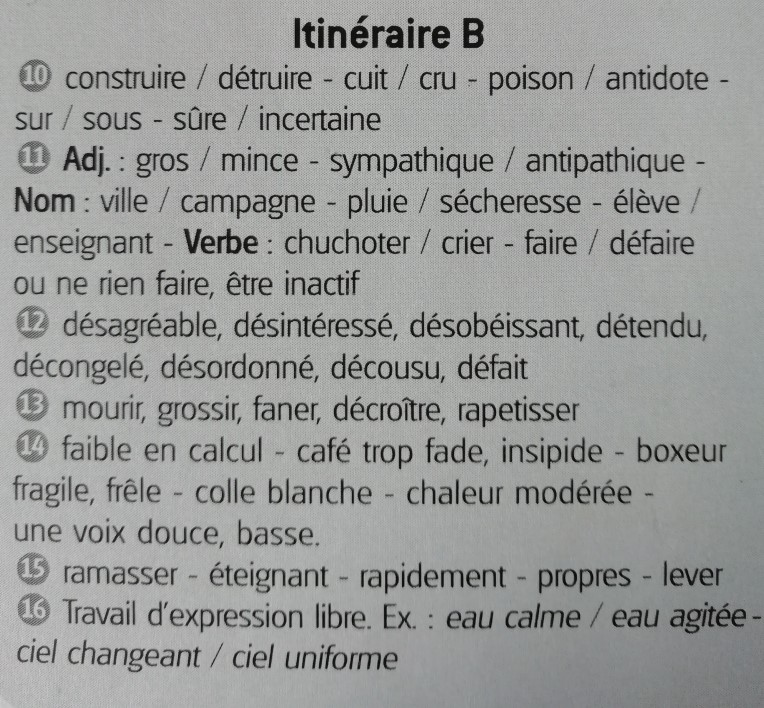 Itinéraire B
10 construire / détruire - cuit / cru - poison / antidote -
sur / sous - sûre / incertaine
11 Adj. : gros / mince - sympathique / antipathique -
Nom : ville / campagne - pluie / sécheresse - élève /
enseignant - Verbe : chuchoter / crier - faire / défaire
ou ne rien faire, être inactif
12 désagréable, désintéressé, désobéissant, détendu,
décongelé, désordonné, décousu, défait
13 mourir, grossir, faner, décroître, rapetisser
14 faible en calcul - café trop fade, insipide - boxeur
fragile, frêle - colle blanche - chaleur modérée -
une voix douce, basse.
15 ramasser - éteignant - rapidement - propres - lever
16 Travail d'expression libre. Ex. : eau calme / eau agitée -
ciel changeant / ciel uniforme